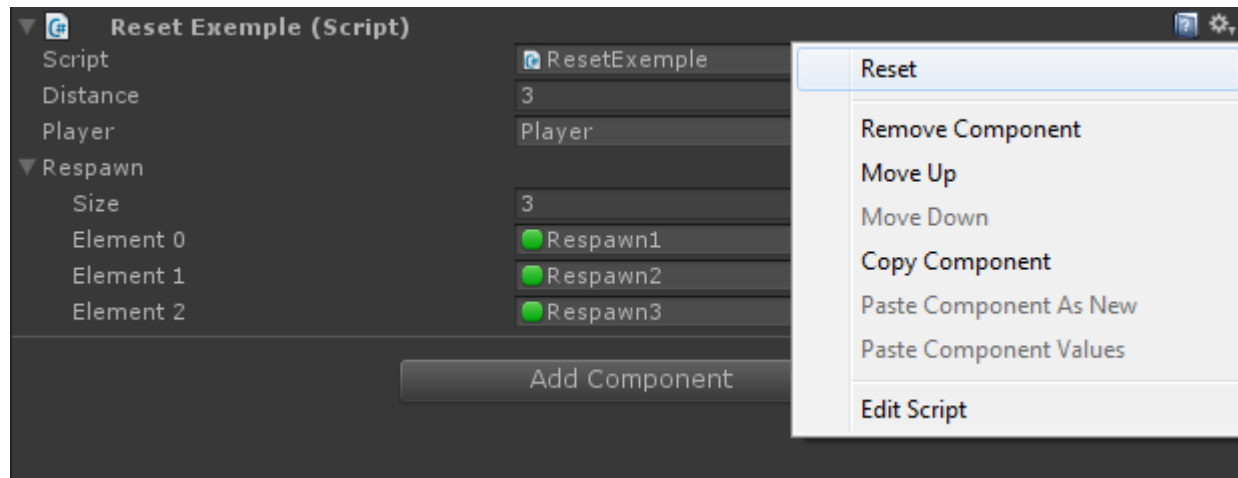 Reset Exemple (Script)
Script ResetExemple
Distance 3
Player Player
Respawn
Size 3
Element 0 Respawn1
Element 1 Respawn2
Element 2 Respawn3
Add Component
Reset
Remove Component
Move Up
Move Down
Copy Component
Paste Component As New
Paste Component Values
Edit Script